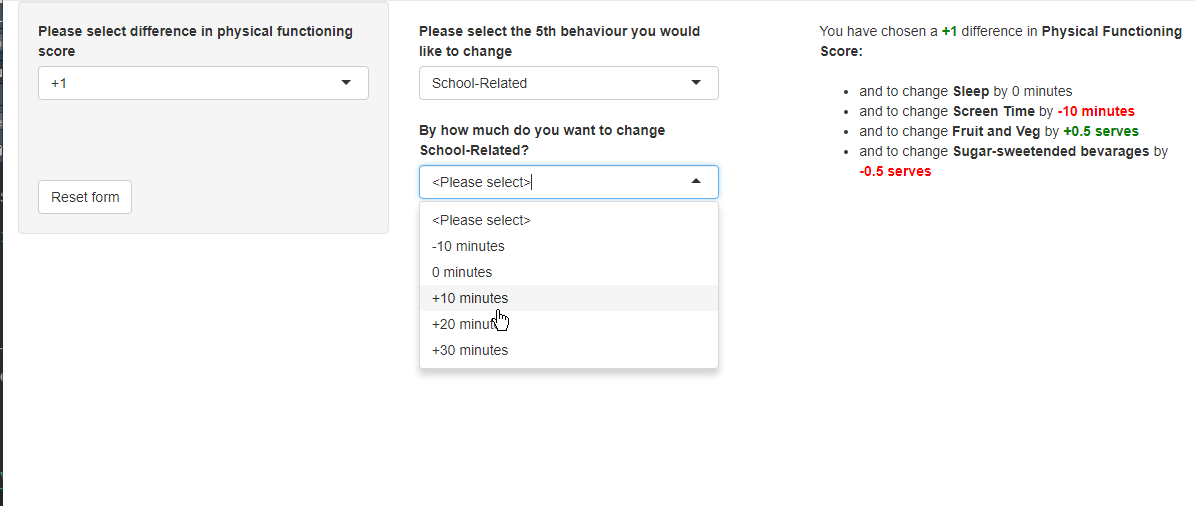 Please select difference in physical functioning
score
+1
Reset form
Please select the 5th behaviour you would
like to change
School-Related
By how much do you want to change
School-Related?
<Please select>
<Please select>
-10 minutes
0 minutes
+10 minutes
+20 minutes
+30 minutes
You have chosen a +1 difference in Physical Functioning
Score:
• and to change Sleep by 0 minutes
• and to change Screen Time by -10 minutes
• and to change Fruit and Veg by +0.5 serves
• and to change Sugar-sweetended bevarages by
-0.5 serves